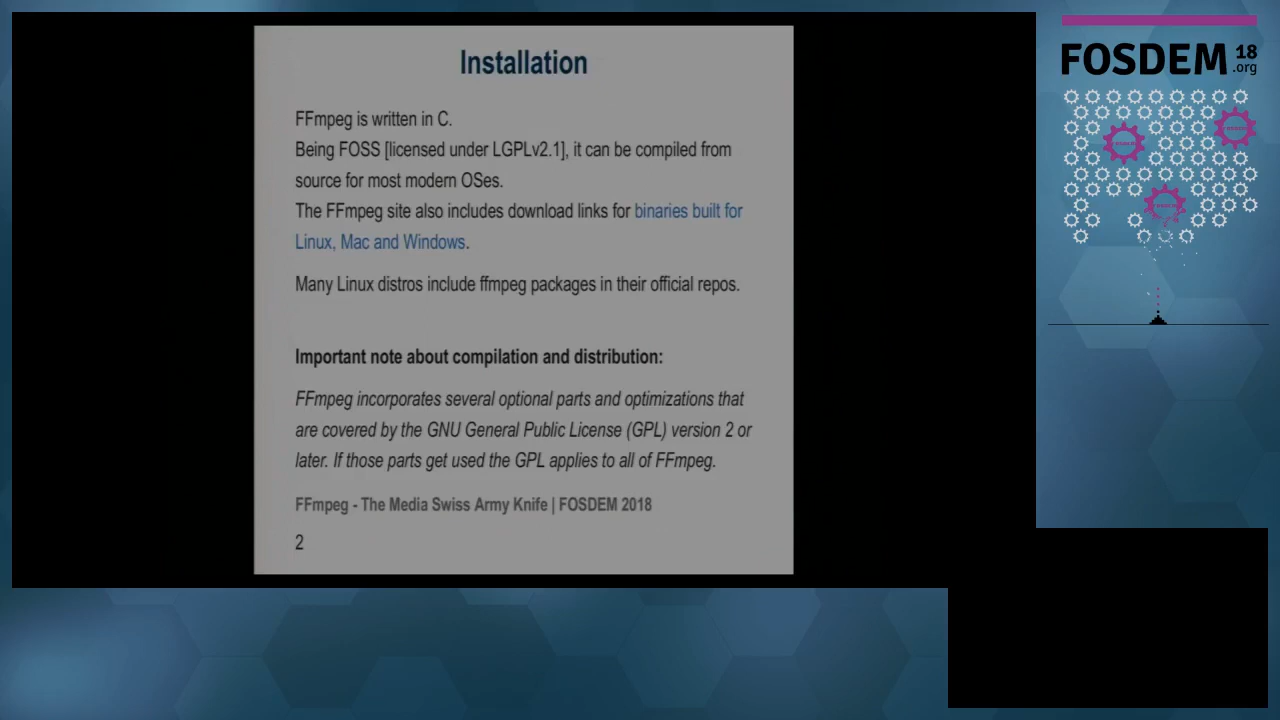 Installation
FFmpeg is written in C.
Being FOSS [licensed under LGPLv2.1], it can be compiled from
source for most modern OSes.
The FFmpeg site also includes download links for binaries built for
Linux, Mac and Windows.
Many Linux distros include ffmpeg packages in their official repos.
Important note about compilation and distribution:
FFmpeg incorporates several optional parts and optimizations that
are covered by the GNU General Public License (GPL) version 2 or
later. If those parts get used the GPL applies to all of FFmpeg.
FFmpeg - The Media Swiss Army Knife | FOSDEM 2018
2
FOSDEM 18
.org